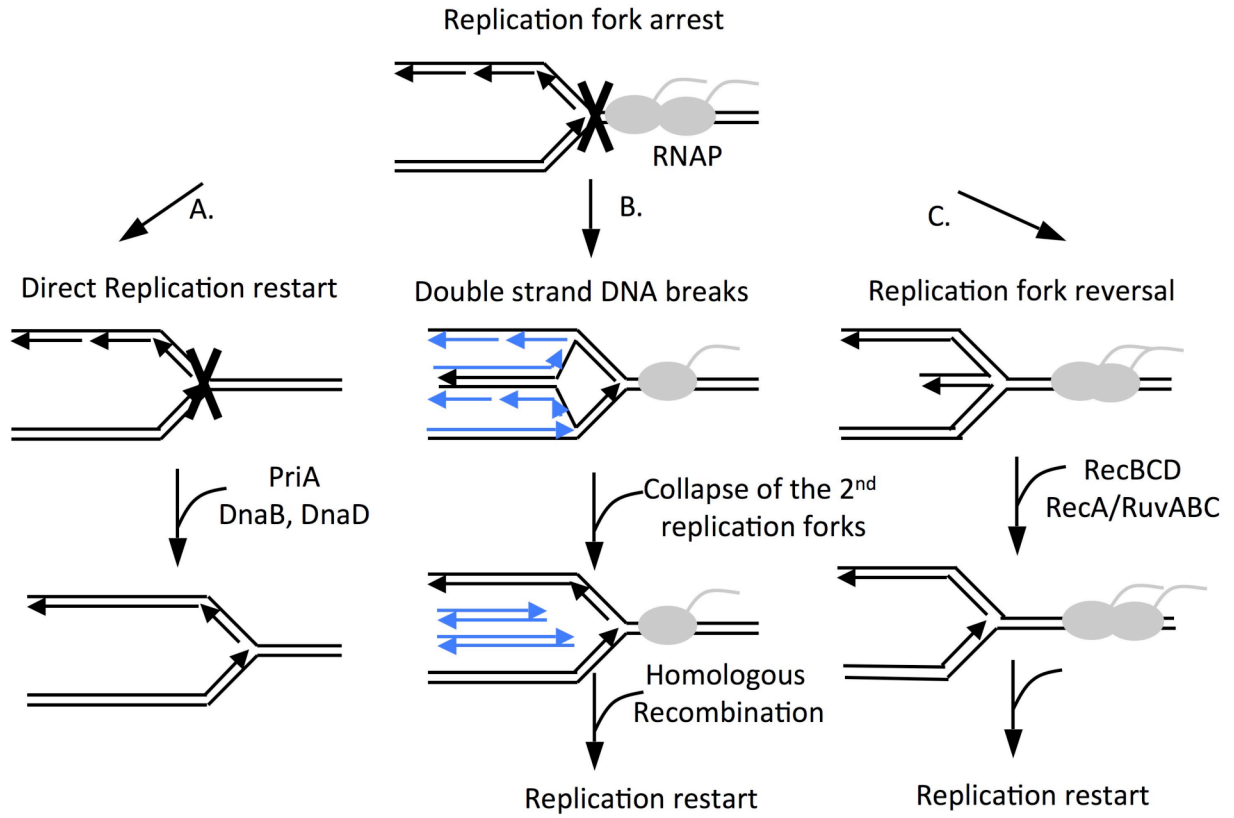 Replication fork arrest
RNAP
A.
B.
C.
Direct Replication restart
Double strand DNA breaks
Replication fork reversal
PriA
DnaB, DnaD
Collapse of the 2nd
replication forks
RecBCD
RecA/RuvABC
Homologous
Recombination
Replication restart
Replication restart